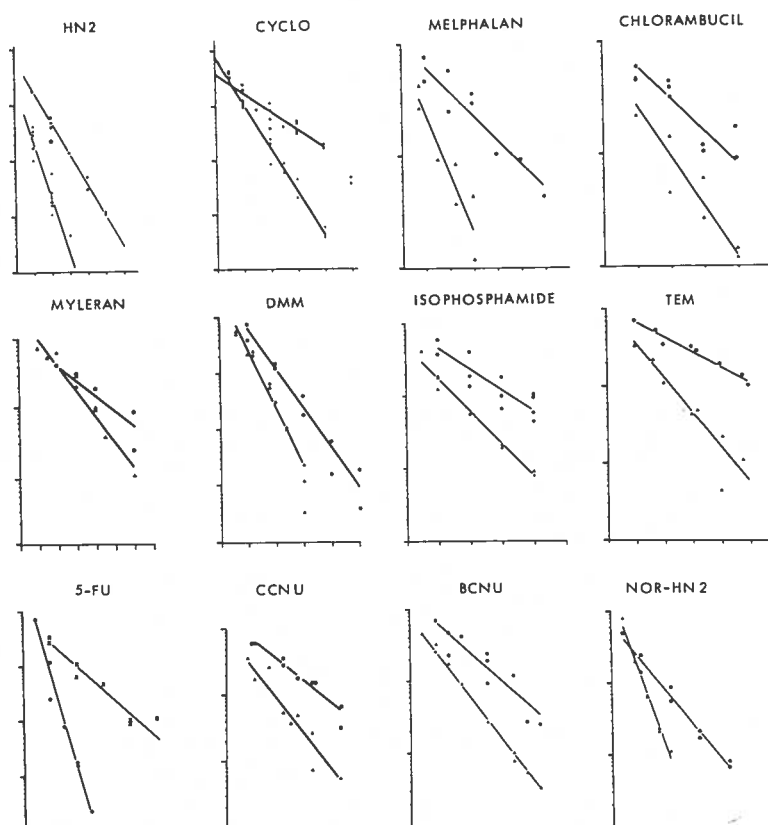 HN2
CYCLO
MELPHALAN
CHLORAMBUCIL
MYLERAN
DMM
ISOPHOSPHAMIDE
TEM
5-FU
CCNU
BCNU
NOR-HN2